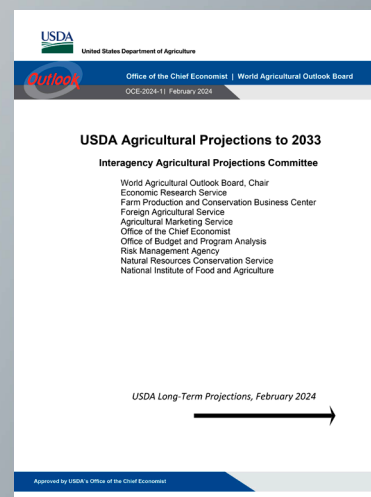 USDA
United States Department of Agriculture
Outlook
Office of the Chief Economist | World Agricultural Outlook Board
OCE-2024-1| February 2024
USDA Agricultural Projections to 2033
Interagency Agricultural Projections Committee
World Agricultural Outlook Board, Chair
Economic Research Service
Farm Production and Conservation Business Center
Foreign Agricultural Service
Agricultural Marketing Service
Office of the Chief Economist
Office of Budget and Program Analysis
Risk Management Agency
Natural Resources Conservation Service
National Institute of Food and Agriculture
USDA Long-Term Projections, February 2024
Approved by USDA's Office of the Chief Economist